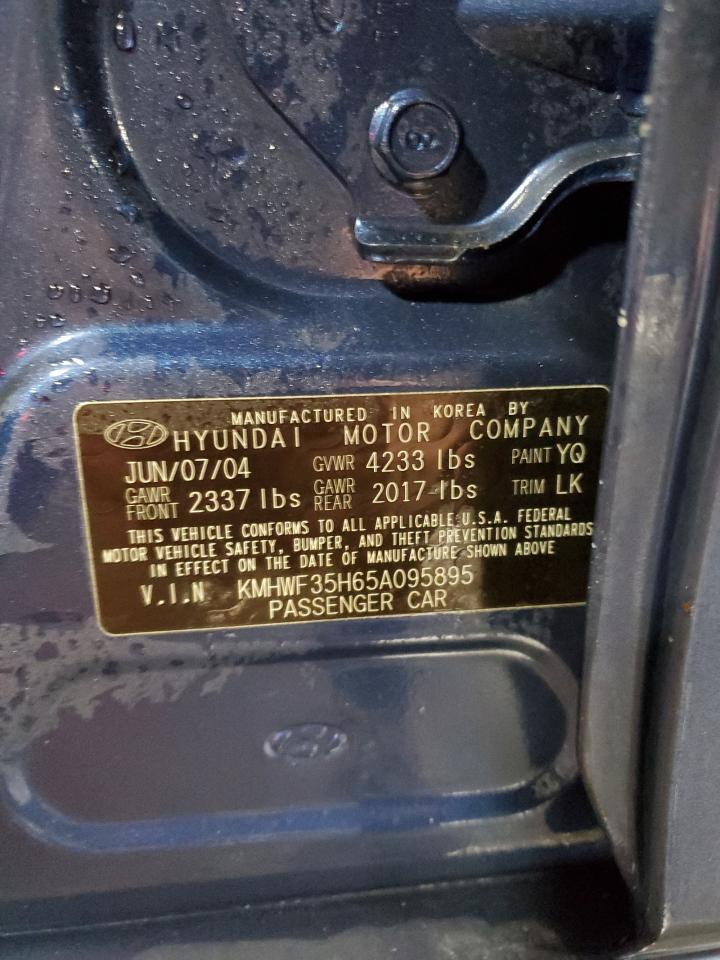 MANUFACTURED IN KOREA BY
HYUNDAI MOTOR COMPANY
JUN/07/04 GVWR 4233 lbs PAINT YQ
GAWR FRONT 2337 lbs GAWR REAR 2017 lbs TRIM LK
THIS VEHICLE CONFORMS TO ALL APPLICABLE U.S.A. FEDERAL
MOTOR VEHICLE SAFETY, BUMPER, AND THEFT PREVENTION STANDARDS
IN EFFECT ON THE DATE OF MANUFACTURE SHOWN ABOVE
V.I.N KMHWF35H65A095895
PASSENGER CAR